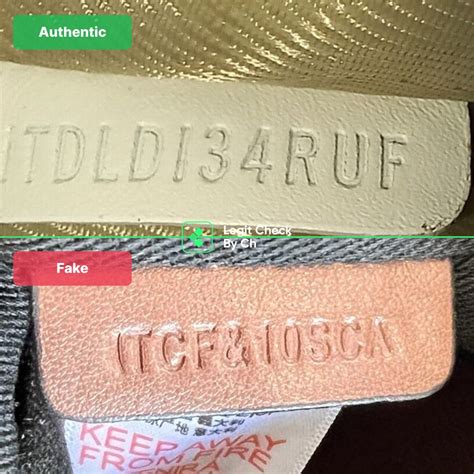 Authentic
ITDLDI34RUF
Legit Check
By Ch
Fake
ITCF&10SCA
KEEP AWAY
FROM FIRE